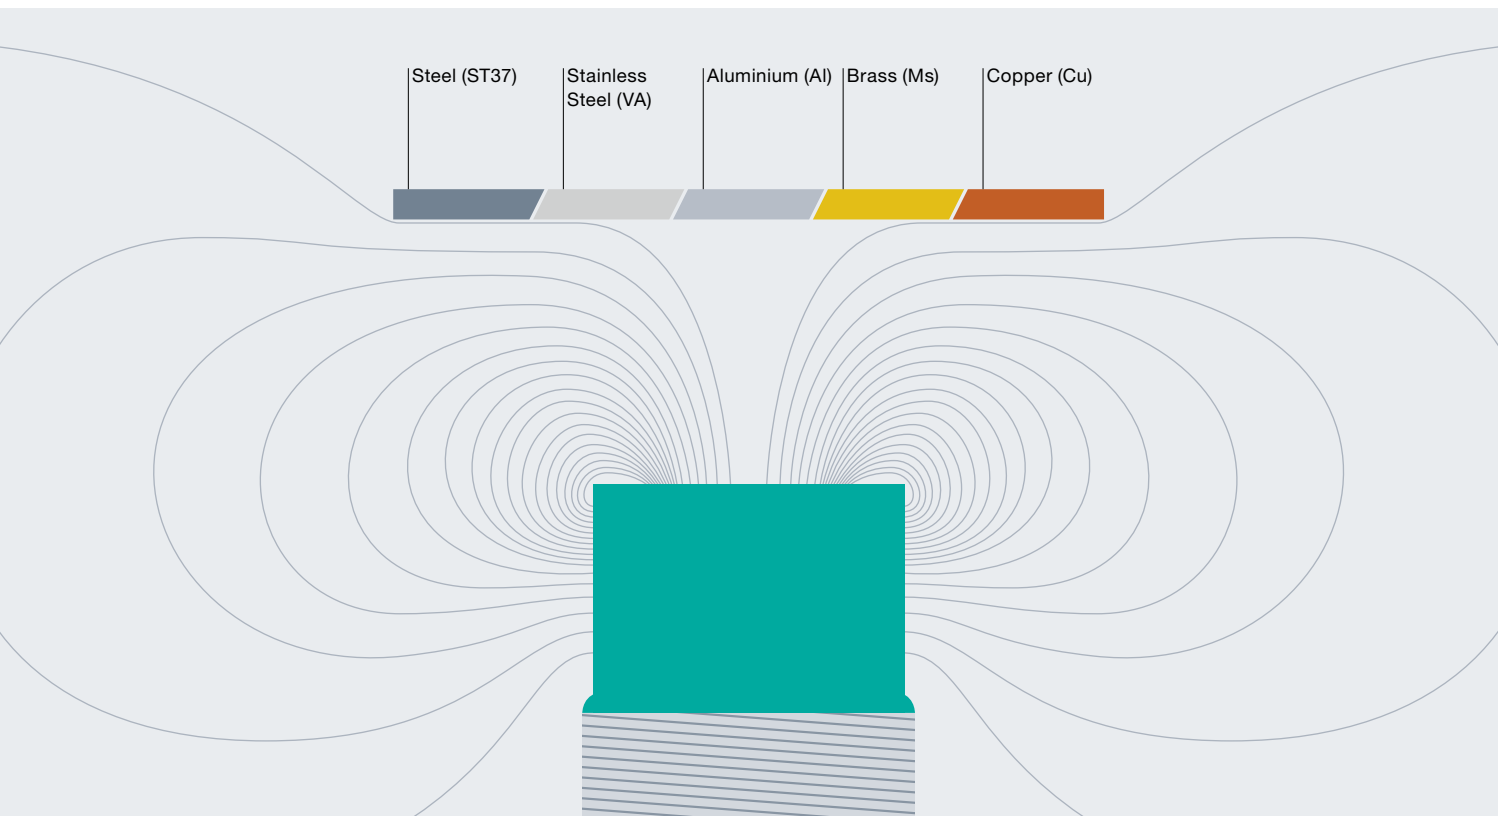 Steel (ST37)
Stainless
Steel (VA)
Aluminium (Al)
Brass (Ms)
Copper (Cu)